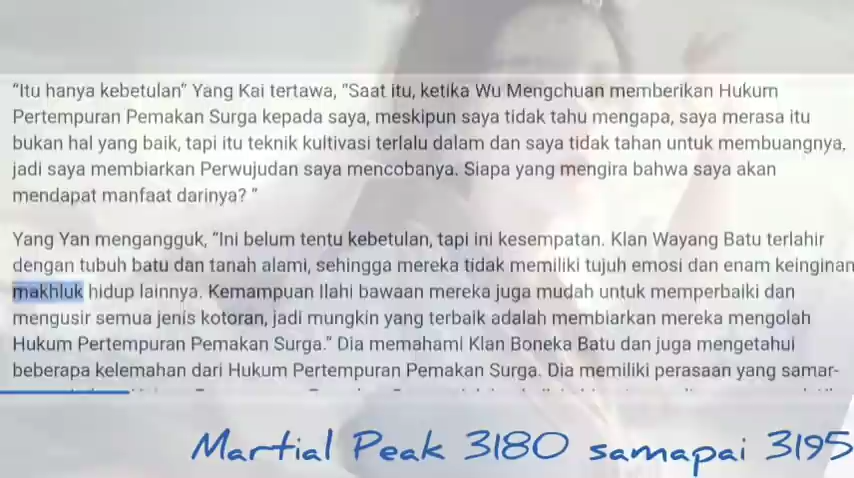 “Itu hanya kebetulan” Yang Kai tertawa, “Saat itu, ketika Wu Mengchuan memberikan Hukum
Pertempuran Pemakan Surga kepada saya, meskipun saya tidak tahu mengapa, saya merasa itu
bukan hal yang baik, tapi itu teknik kultivasi terlalu dalam dan saya tidak tahan untuk membuangnya,
jadi saya membiarkan Perwujudan saya mencobanya. Siapa yang mengira bahwa saya akan
mendapat manfaat darinya? ”
Yang Yan mengangguk, “Ini belum tentu kebetulan, tapi ini kesempatan. Klan Wayang Batu terlahir
dengan tubuh batu dan tanah alami, sehingga mereka tidak memiliki tujuh emosi dan enam keinginan
makhluk hidup lainnya. Kemampuan Ilahi bawaan mereka juga mudah untuk memperbaiki dan
mengusir semua jenis kotoran, jadi mungkin yang terbaik adalah membiarkan mereka mengolah
Hukum Pertempuran Pemakan Surga.” Dia memahami Klan Boneka Batu dan juga mengetahui
beberapa kelemahan dari Hukum Pertempuran Pemakan Surga. Dia memiliki perasaan yang samar-
Martial Peak 3180 samapai 3195